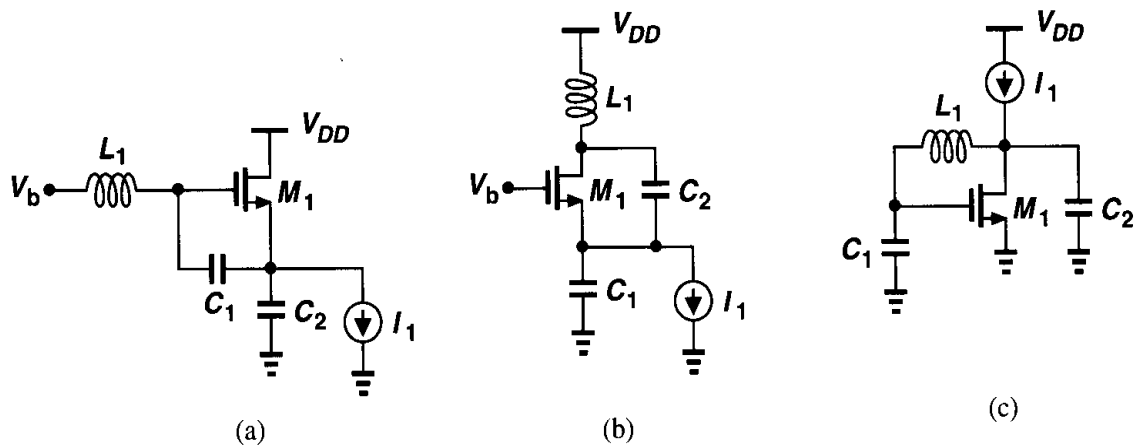 V_DD
L_1
V_b
M_1
C_1
C_2
I_1
(a)
V_DD
L_1
V_b
M_1
C_2
C_1
I_1
(b)
V_DD
I_1
L_1
M_1
C_1
C_2
(c)